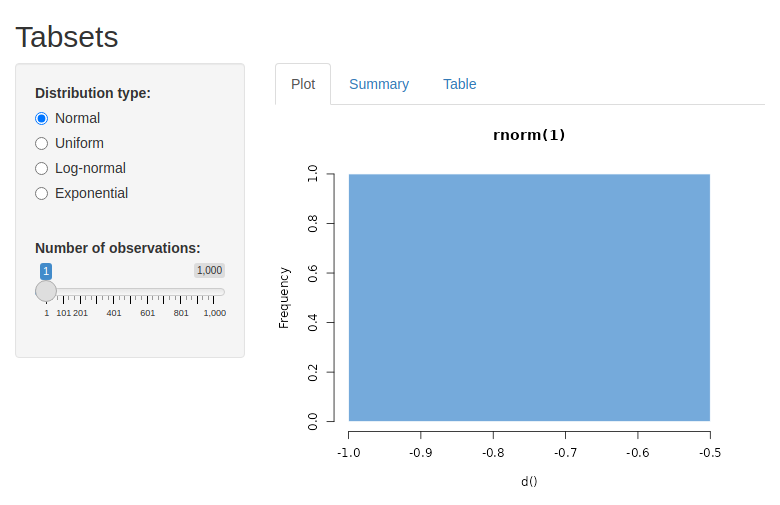 Tabsets
Distribution type:
Normal
Uniform
Log-normal
Exponential
Number of observations:
1 1,000
1 101 201 401 601 801 1,000
Plot Summary Table
rnorm(1)
Frequency
1.0
0.8
0.6
0.4
0.2
0.0
-1.0 -0.9 -0.8 -0.7 -0.6 -0.5
d()